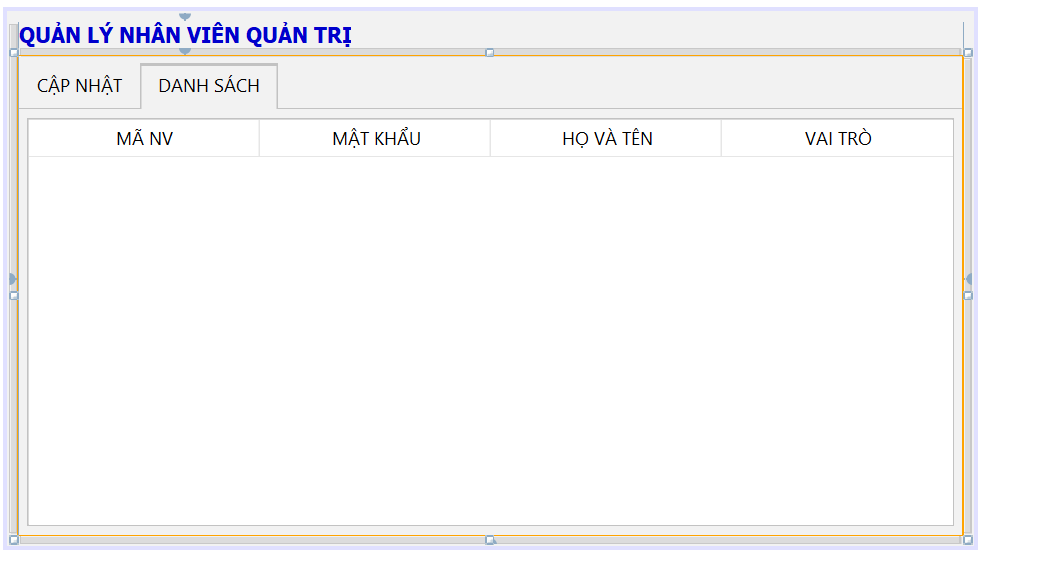 QUẢN LÝ NHÂN VIÊN QUẢN TRỊ
CẬP NHẬT DANH SÁCH
MÃ NV MẬT KHẨU HỌ VÀ TÊN VAI TRÒ